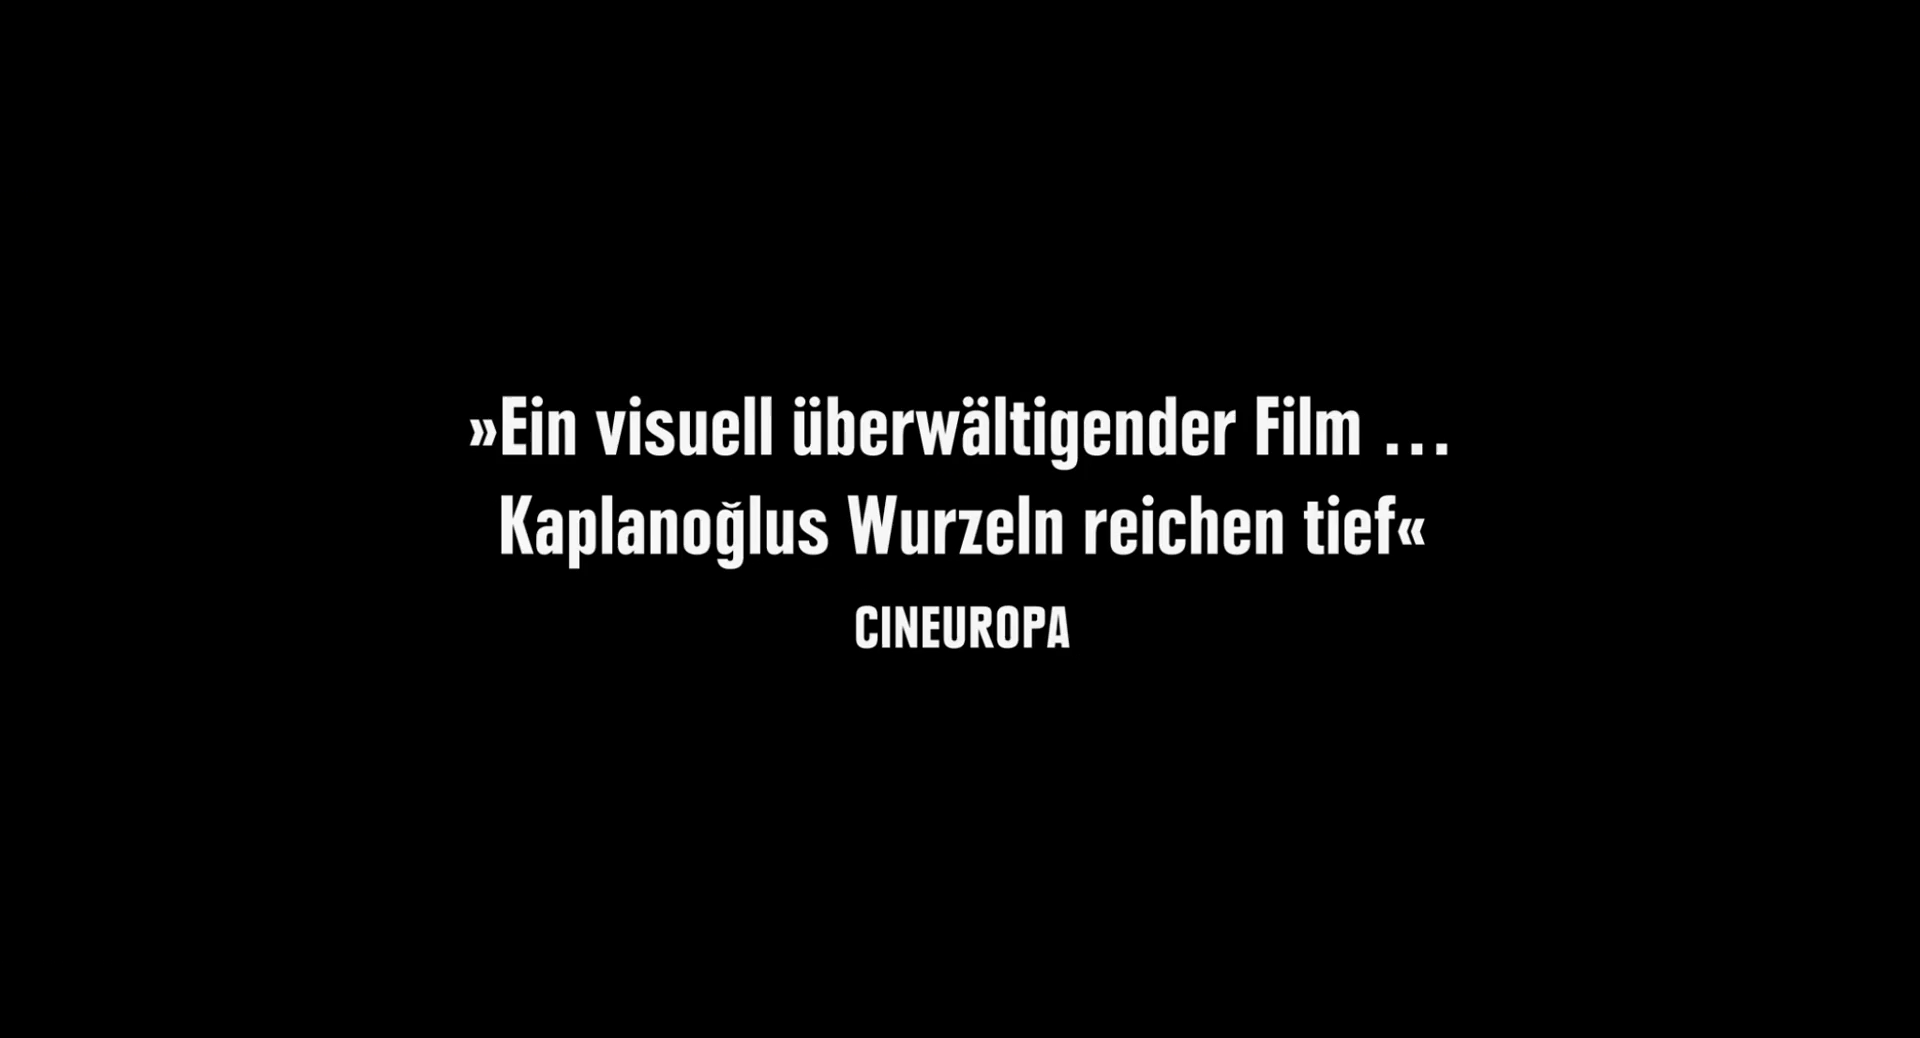 »Ein visuell überwältigender Film …
Kaplanoğlus Wurzeln reichen tief«
CINEUROPA